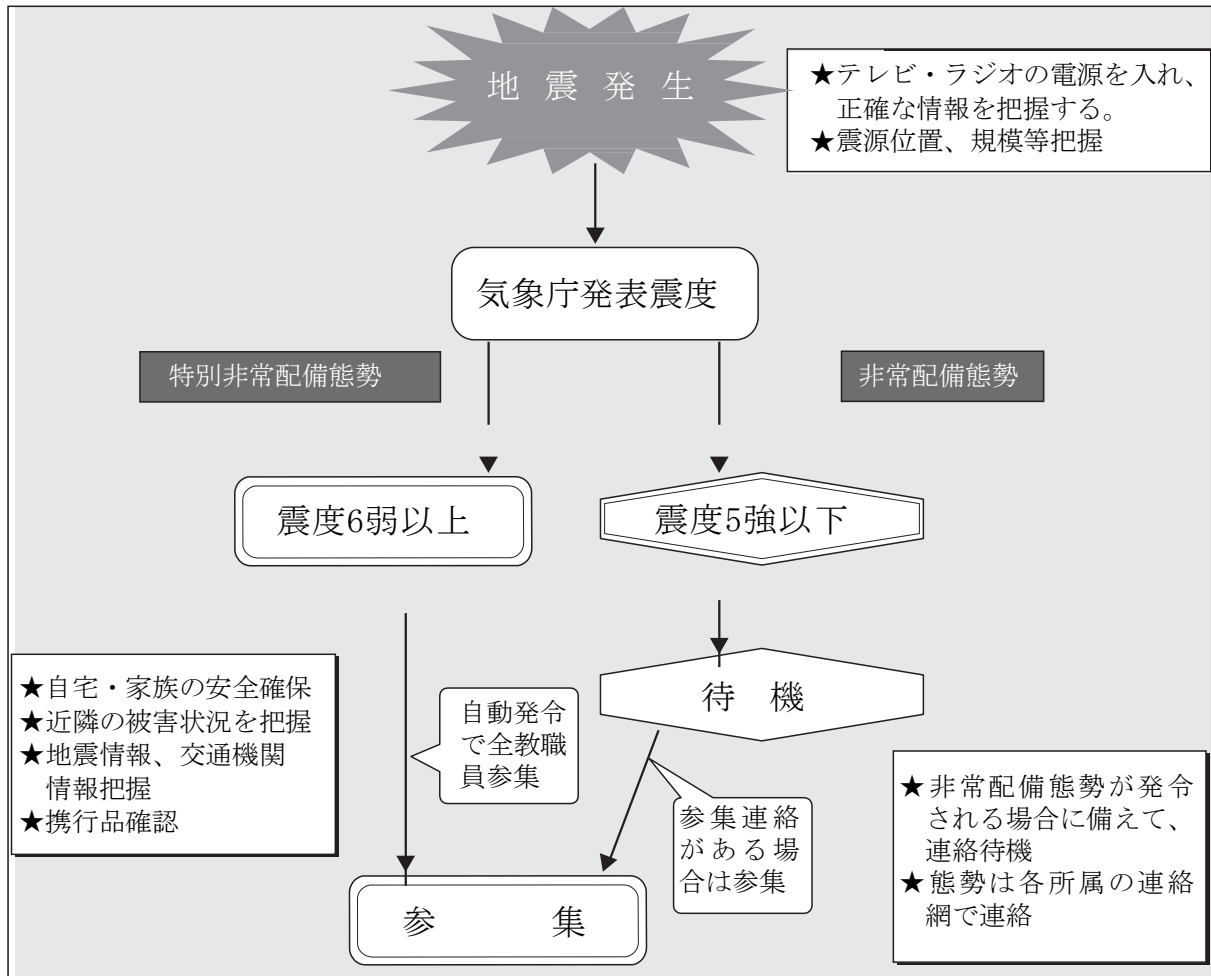 地震発生
★テレビ・ラジオの電源を入れ、
正確な情報を把握する。
★震源位置、規模等把握
気象庁発表震度
特別非常配備態勢
非常配備態勢
震度6弱以上
震度5強以下
★自宅・家族の安全確保
★近隣の被害状況を把握
★地震情報、交通機関
情報把握
★携行品確認
自動発令
で全教職
員参集
待機
参集連絡
がある場
合は参集
★非常配備態勢が発令
される場合に備えて、
連絡待機
★態勢は各所属の連絡
網で連絡
参集